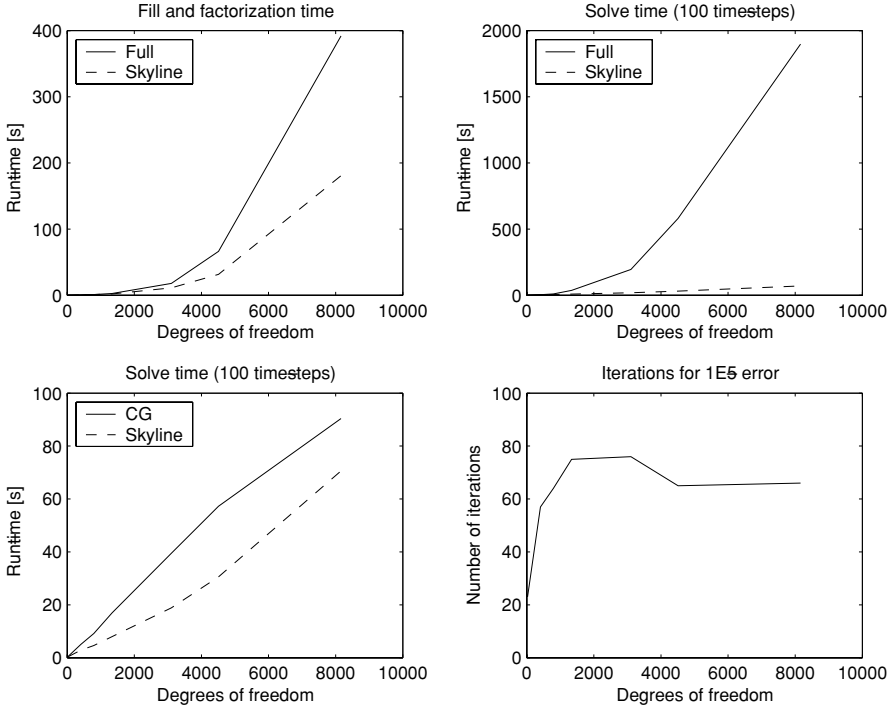 Fill and factorization time
400
300
200
100
0
Runtime [s]
Full
Skyline
0 2000 4000 6000 8000 10000
Degrees of freedom
Solve time (100 timesteps)
2000
1500
1000
500
0
Runtime [s]
Full
Skyline
0 2000 4000 6000 8000 10000
Degrees of freedom
Solve time (100 timesteps)
100
80
60
40
20
0
Runtime [s]
CG
Skyline
0 2000 4000 6000 8000 10000
Degrees of freedom
Iterations for 1E5 error
100
80
60
40
20
0
Number of iterations
0 2000 4000 6000 8000 10000
Degrees of freedom